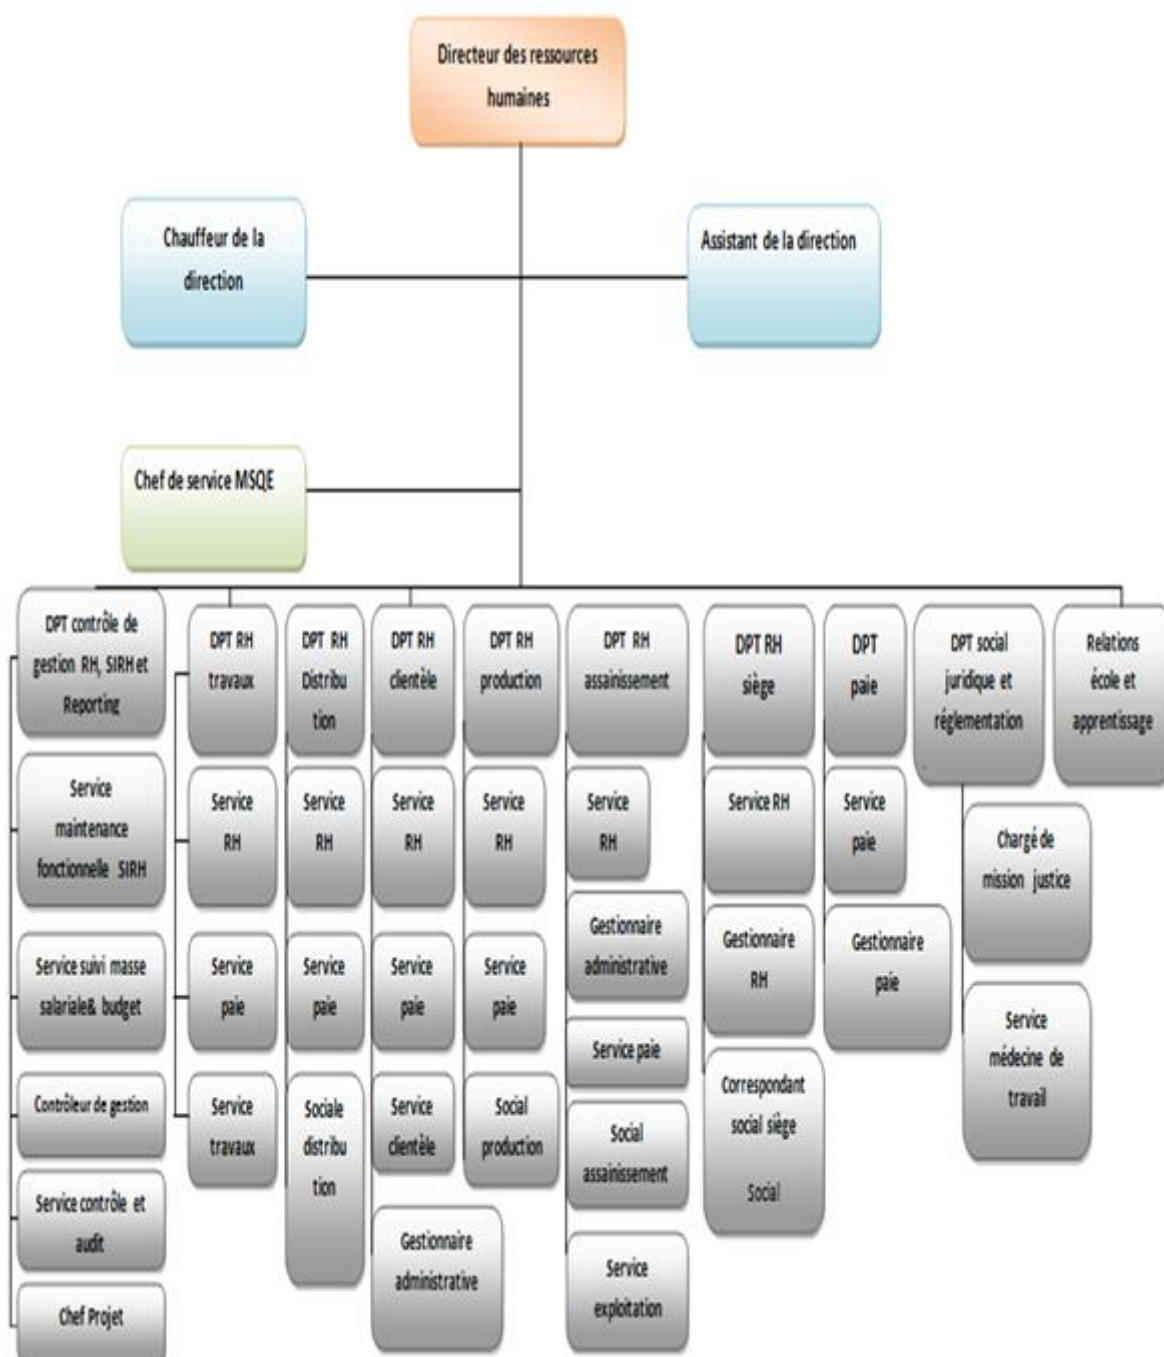 Directeur des ressources
humaines
Chauffeur de la
direction
Assistant de la direction
Chef de service MSQE
DPT contrôle de
gestion RH, SIRH et
Reporting
Service
maintenance
fonctionnelle SIRH
Service suivi masse
salariale& budget
Contrôleur de gestion
Service contrôle et
audit
Chef Projet
DPT RH
travaux
Service
RH
Service
paie
Service
travaux
DPT RH
Distribu
tion
Service
RH
Service
paie
Sociale
distribu
tion
DPT RH
clientèle
Service
RH
Service
paie
Service
clientèle
Gestionnaire
administrative
DPT RH
production
Service
RH
Service
paie
Social
production
DPT RH
assainissement
Service
RH
Gestionnaire
administrative
Service paie
Social
assainissement
Service
exploitation
DPT RH
siège
Service RH
Gestionnaire
RH
Correspondant
social siège
Social
DPT
paie
Service
paie
Gestionnaire
paie
DPT social
juridique et
réglementation
Chargé de
mission justice
Service
médecine de
travail
Relations
école et
apprentissage